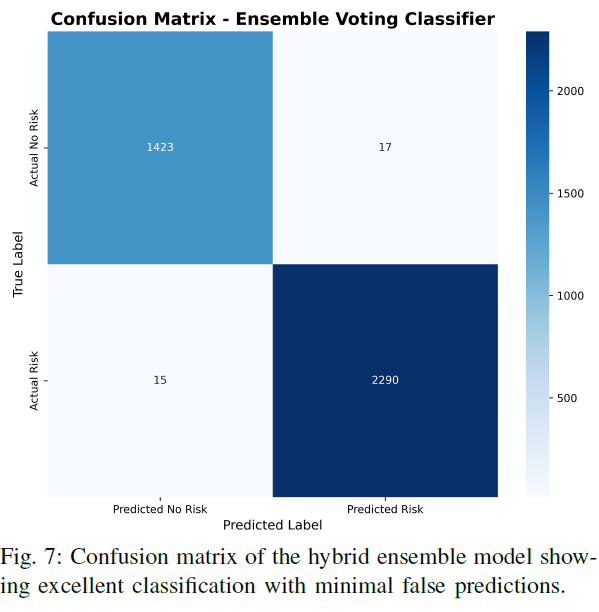 Confusion Matrix - Ensemble Voting Classifier
Actual No Risk
1423
17
2000
1500
True Label
1000
Actual Risk
15
2290
500
Predicted No Risk
Predicted Risk
Predicted Label
Fig. 7: Confusion matrix of the hybrid ensemble model show-
ing excellent classification with minimal false predictions.